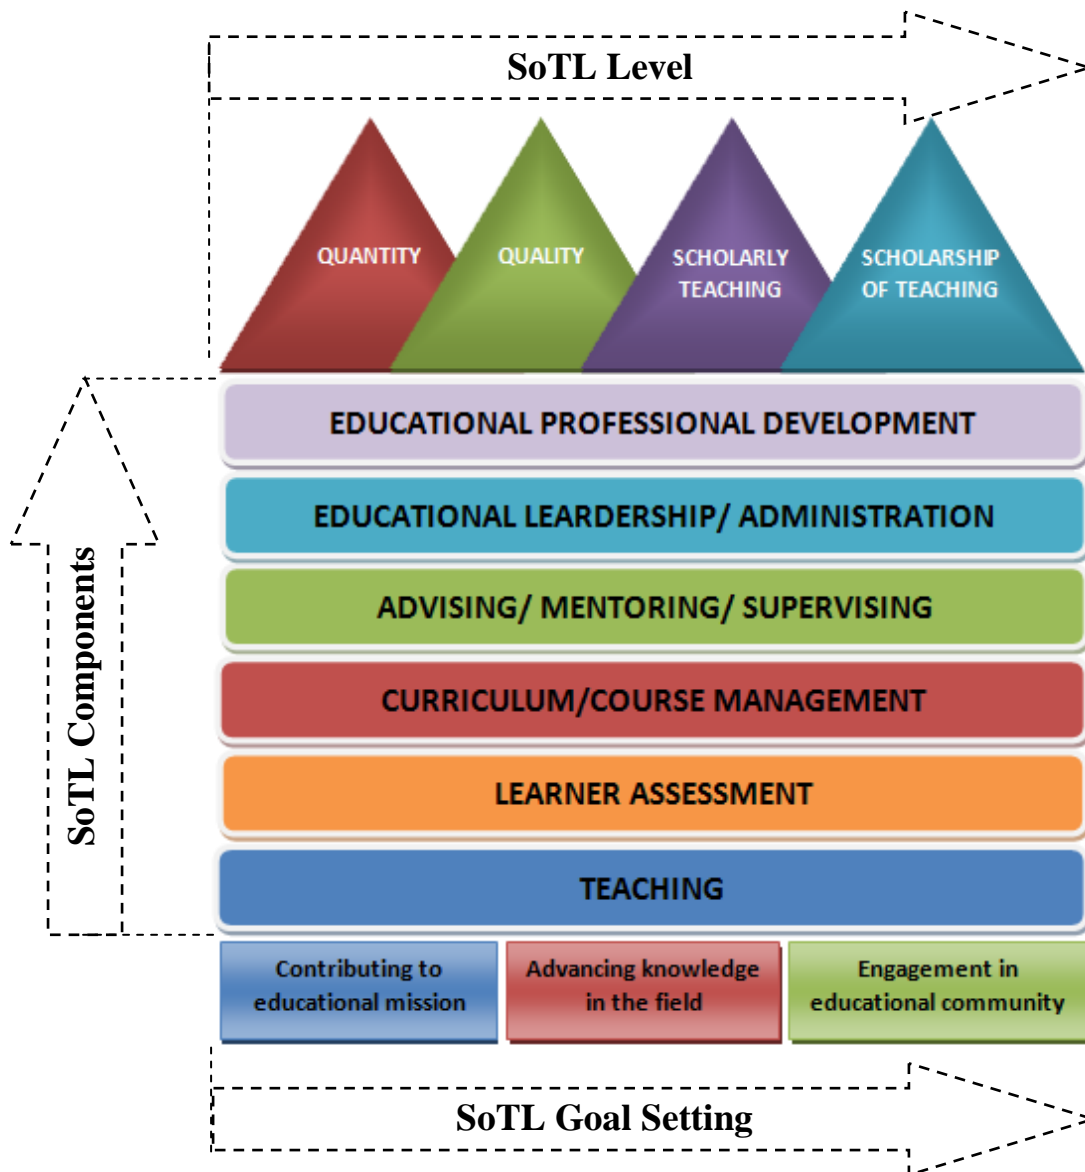 SoTL Level
QUANTITY
QUALITY
SCHOLARLY
TEACHING
SCHOLARSHIP
OF TEACHING
EDUCATIONAL PROFESSIONAL DEVELOPMENT
EDUCATIONAL LEARDERSHIP/ ADMINISTRATION
ADVISING/ MENTORING/ SUPERVISING
CURRICULUM/COURSE MANAGEMENT
LEARNER ASSESSMENT
TEACHING
SoTL Components
Contributing to
educational mission
Advancing knowledge
in the field
Engagement in
educational community
SoTL Goal Setting